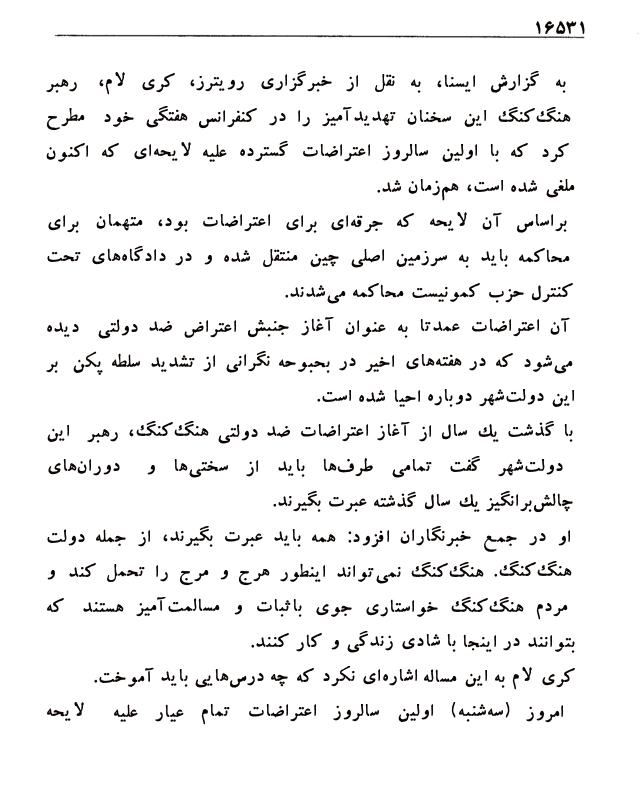 ۱۶۵۳۱
به گزارش ایسنا، به نقل از خبرگزاری رویترز، کری لام، رهبر
هنگ‌کنگ این سخنان تهدیدآمیز را در کنفرانس هفتگی خود مطرح
کرد که با اولین سالروز اعتراضات گسترده علیه لایحه‌ای که اکنون
ملغی شده است، هم‌زمان شد.
براساس آن لایحه که جرقه‌ای برای اعتراضات بود، متهمان برای
محاکمه باید به سرزمین اصلی چین منتقل شده و در دادگاه‌های تحت
کنترل حزب کمونیست محاکمه می‌شدند.
آن اعتراضات عمدتا به عنوان آغاز جنبش اعتراض ضد دولتی دیده
می‌شود که در هفته‌های اخیر در بحبوحه نگرانی از تشدید سلطه پکن بر
این دولت‌شهر دوباره احیا شده است.
با گذشت یك سال از آغاز اعتراضات ضد دولتی هنگ‌کنگ، رهبر این
دولت‌شهر گفت تمامی طرف‌ها باید از سختی‌ها و دوران‌های
چالش‌برانگیز یك سال گذشته عبرت بگیرند.
او در جمع خبرنگاران افزود: همه باید عبرت بگیرند، از جمله دولت
هنگ‌کنگ. هنگ‌کنگ نمی‌تواند اینطور هرج و مرج را تحمل کند و
مردم هنگ‌کنگ خواستاری جوی باثبات و مسالمت‌آمیز هستند که
بتوانند در اینجا با شادی زندگی و کار کنند.
کری لام به این مساله اشاره‌ای نکرد که چه درس‌هایی باید آموخت.
امروز (سه‌شنبه) اولین سالروز اعتراضات تمام عیار علیه لایحه